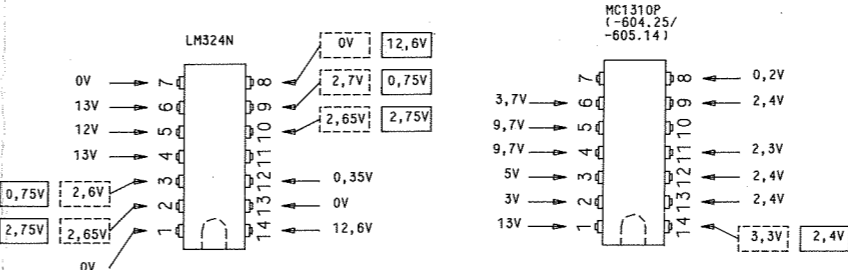 MC1310P
(-604.25/
-605.14)
LM324N
0V 12,6V
0V 7 8
2,7V 0,75V
13V 6 9
2,65V 2,75V
12V 5 10
13V 4 11
0,75V 2,6V 3 12 0,35V
2,75V 2,65V 2 13 0V
0V 1 14 12,6V
7 8 0,2V
3,7V 6 9 2,4V
9,7V 5 10
9,7V 4 11 2,3V
5V 3 12 2,4V
3V 2 13 2,4V
13V 1 14
3,3V 2,4V